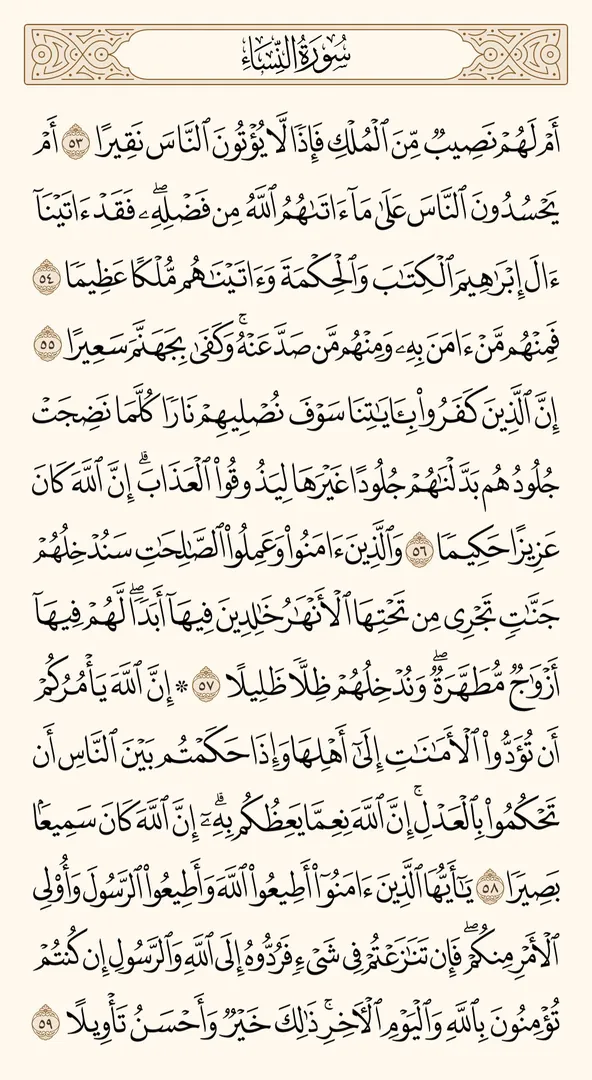 سُورَةُ النِّسَاءِ
أَمْ لَهُمْ نَصِيبٌ مِّنَ ٱلْمُلْكِ فَإِذًا لَّا يُؤْتُونَ ٱلنَّاسَ نَقِيرًا ٥٣ أَمْ
يَحْسُدُونَ ٱلنَّاسَ عَلَىٰ مَآ ءَاتَىٰهُمُ ٱللَّهُ مِن فَضْلِهِۦۖ فَقَدْ ءَاتَيْنَآ
ءَالَ إِبْرَٰهِيمَ ٱلْكِتَٰبَ وَٱلْحِكْمَةَ وَءَاتَيْنَٰهُم مُّلْكًا عَظِيمًا ٥٤
فَمِنْهُم مَّنْ ءَامَنَ بِهِۦ وَمِنْهُم مَّن صَدَّ عَنْهُۚ وَكَفَىٰ بِجَهَنَّمَ سَعِيرًا ٥٥
إِنَّ ٱلَّذِينَ كَفَرُوا۟ بِـَٔايَٰتِنَا سَوْفَ نُصْلِيهِمْ نَارًا كُلَّمَا نَضِجَتْ
جُلُودُهُم بَدَّلْنَٰهُمْ جُلُودًا غَيْرَهَا لِيَذُوقُوا۟ ٱلْعَذَابَۗ إِنَّ ٱللَّهَ كَانَ
عَزِيزًا حَكِيمًا ٥٦ وَٱلَّذِينَ ءَامَنُوا۟ وَعَمِلُوا۟ ٱلصَّٰلِحَٰتِ سَنُدْخِلُهُمْ
جَنَّٰتٍ تَجْرِى مِن تَحْتِهَا ٱلْأَنْهَٰرُ خَٰلِدِينَ فِيهَآ أَبَدًاۖ لَّهُمْ فِيهَآ
أَزْوَٰجٌ مُّطَهَّرَةٌۖ وَنُدْخِلُهُمْ ظِلًّا ظَلِيلًا ٥٧ * إِنَّ ٱللَّهَ يَأْمُرُكُمْ
أَن تُؤَدُّوا۟ ٱلْأَمَٰنَٰتِ إِلَىٰٓ أَهْلِهَا وَإِذَا حَكَمْتُم بَيْنَ ٱلنَّاسِ أَن
تَحْكُمُوا۟ بِٱلْعَدْلِۚ إِنَّ ٱللَّهَ نِعِمَّا يَعِظُكُم بِهِۦٓۗ إِنَّ ٱللَّهَ كَانَ سَمِيعًۢا
بَصِيرًا ٥٨ يَٰٓأَيُّهَا ٱلَّذِينَ ءَامَنُوٓا۟ أَطِيعُوا۟ ٱللَّهَ وَأَطِيعُوا۟ ٱلرَّسُولَ وَأُو۟لِى
ٱلْأَمْرِ مِنكُمْۖ فَإِن تَنَٰزَعْتُمْ فِى شَىْءٍ فَرُدُّوهُ إِلَى ٱللَّهِ وَٱلرَّسُولِ إِن كُنتُمْ
تُؤْمِنُونَ بِٱللَّهِ وَٱلْيَوْمِ ٱلْـَٔاخِرِۚ ذَٰلِكَ خَيْرٌ وَأَحْسَنُ تَأْوِيلًا ٥٩